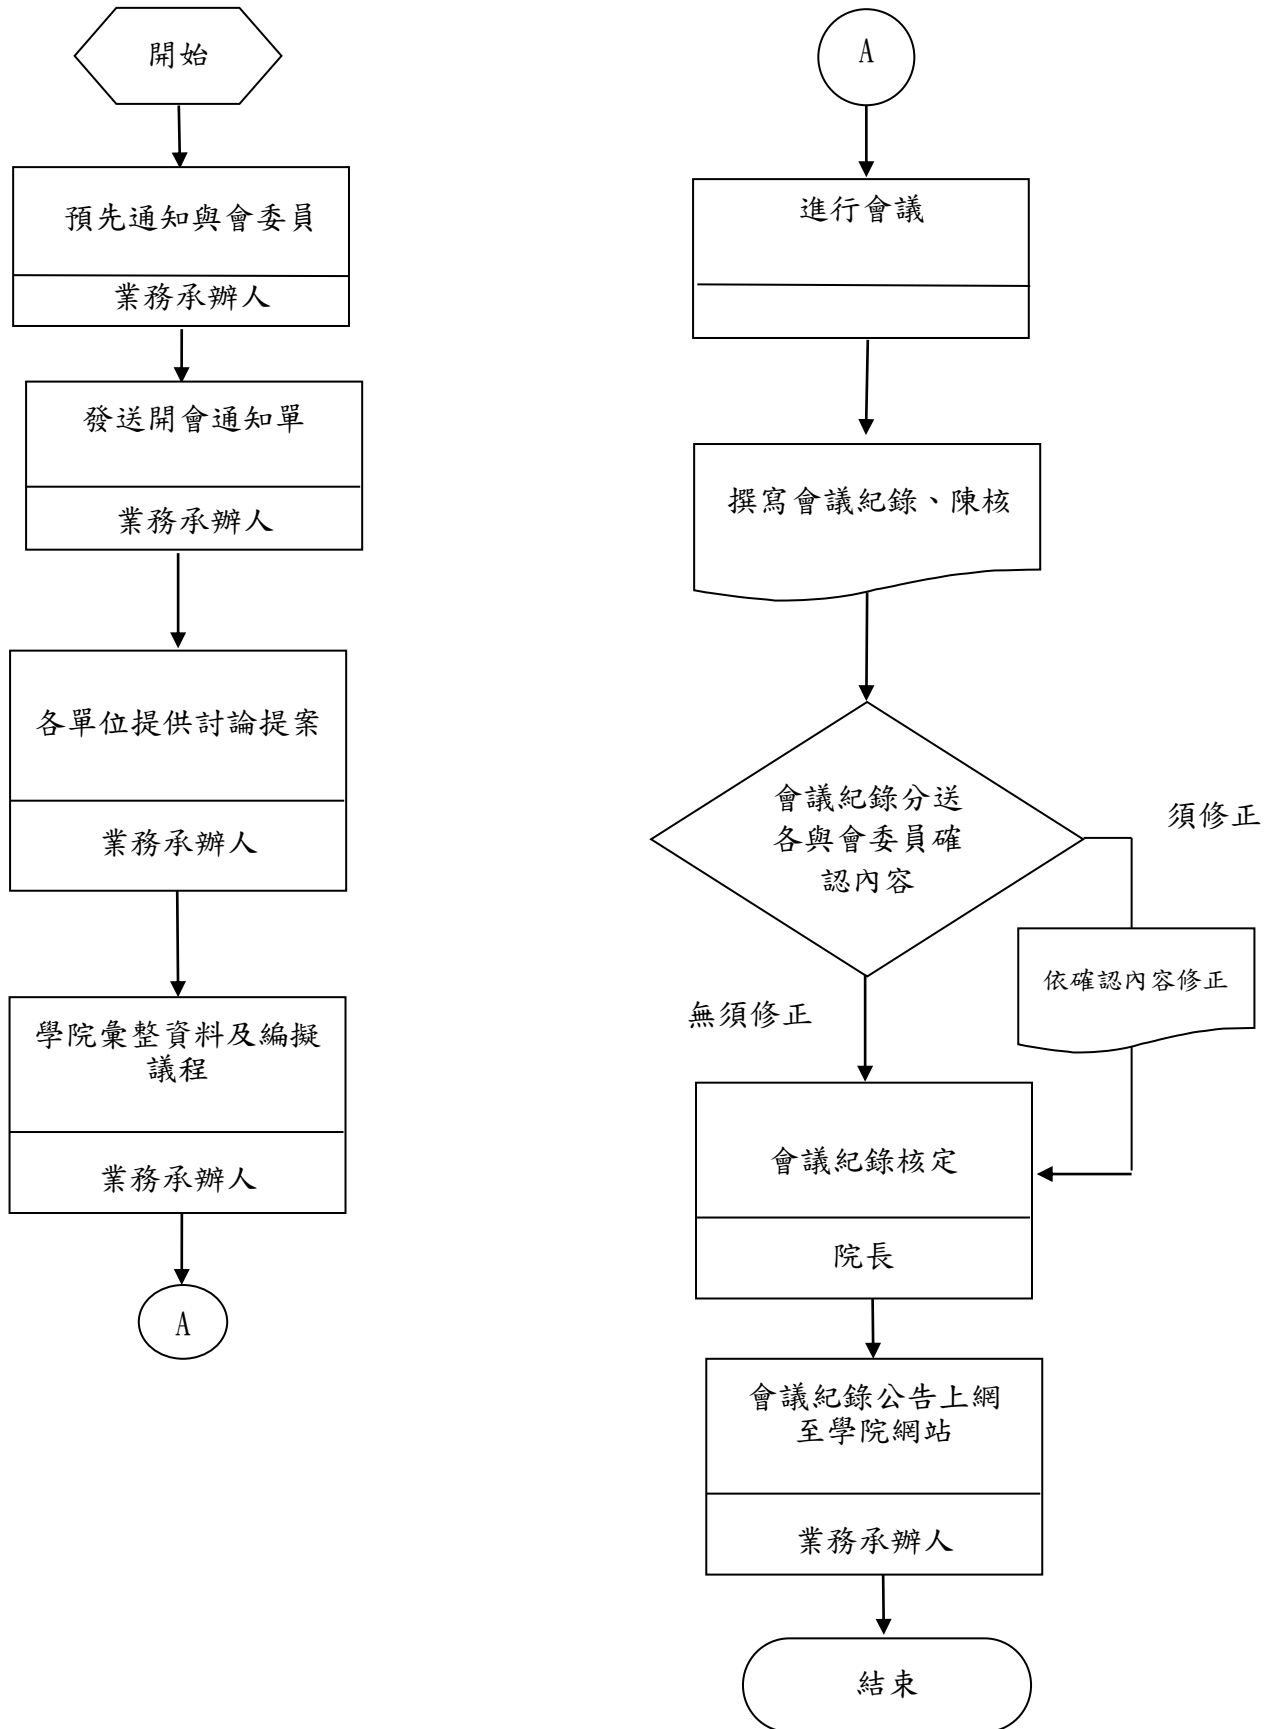 開始
預先通知與會委員
業務承辦人
發送開會通知單
業務承辦人
各單位提供討論提案
業務承辦人
學院彙整資料及編擬
議程
業務承辦人
A
A
進行會議
撰寫會議紀錄、陳核
會議紀錄分送
各與會委員確
認內容
須修正
依確認內容修正
無須修正
會議紀錄核定
院長
會議紀錄公告上網
至學院網站
業務承辦人
結束